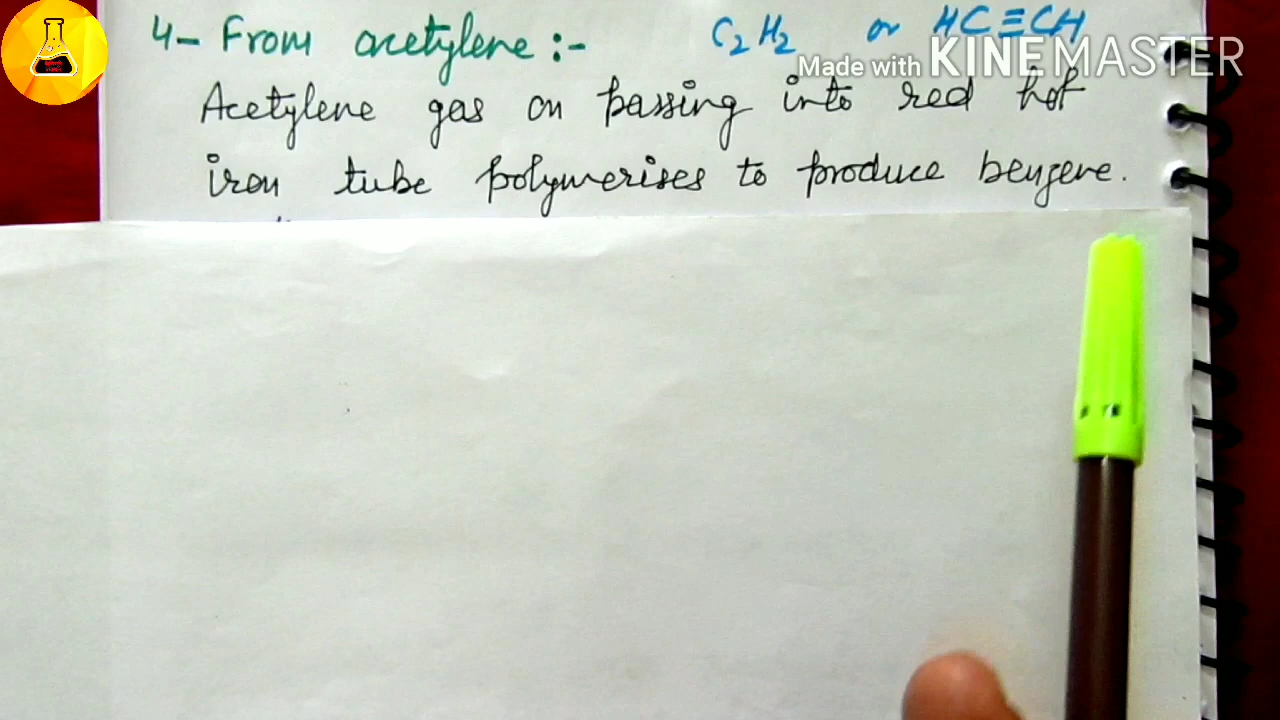 4- From acetylene :- C₂H₂ or HC≡CH
Made with KINEMASTER
Acetylene gas on passing into red hot
iron tube polymerises to produce benzene.